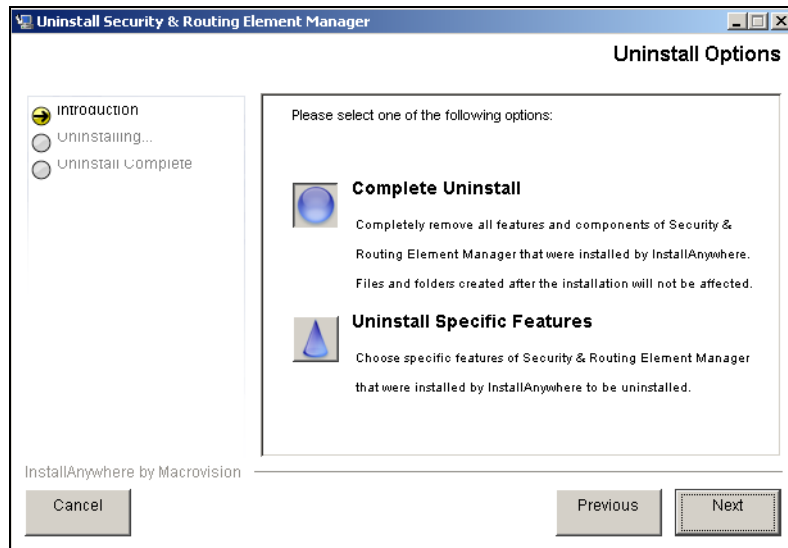 Uninstall Security & Routing Element Manager
Uninstall Options
Introduction
Uninstalling...
Uninstall Complete
Please select one of the following options:
Complete Uninstall
Completely remove all features and components of Security &
Routing Element Manager that were installed by InstallAnywhere.
Files and folders created after the installation will not be affected.
Uninstall Specific Features
Choose specific features of Security & Routing Element Manager
that were installed by InstallAnywhere to be uninstalled.
InstallAnywhere by Macrovision
Cancel
Previous
Next